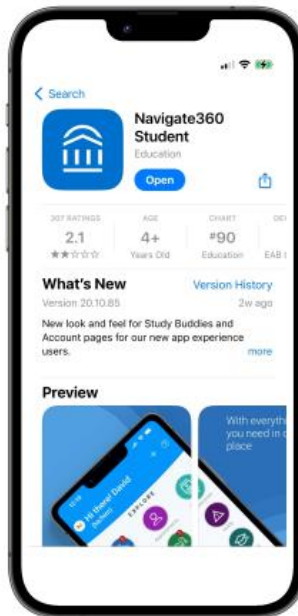 Search
Navigate360
Student
Education
Open
207 RATINGS
AGE
CHART
2.1
4+
#90
Years Old
Education
EAB
What's New
Version History
Version 20.10.85
2w ago
New look and feel for Study Buddies and
Account pages for our new app experience
users.
more
Preview
Hi there! David
EXPLORE
With everythi
you need in o
place